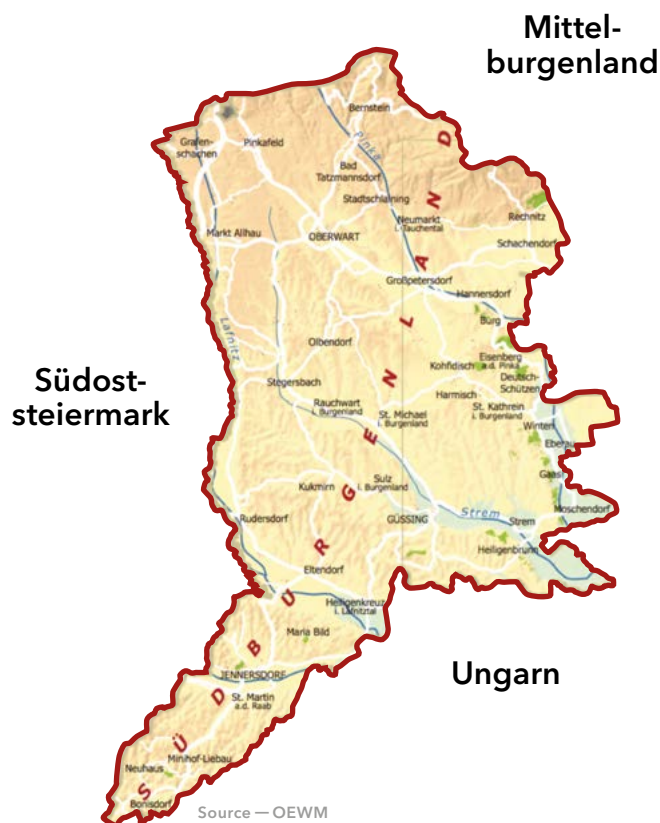 Mittel-
burgenland
Bernstein
Pinka
Grafen-
schachen
Pinkafeld
Bad
Tatzmannsdorf
Stadtschlaining
Rechnitz
Neumarkt
i. Tauchental
Markt Allhau
OBERWART
Schachendorf
Großpetersdorf
Hannersdorf
Bürg
Lafnitz
Olbendorf
Eisenberg
a.d. Pinka
Kohfidisch
Deutsch-
Schützen
Südost-
steiermark
Stegersbach
Harmisch
Rauchwart
i. Burgenland
St. Michael
i. Burgenland
St. Kathrein
i. Burgenland
Winten
Eberau
Gaas
Sulz
i. Burgenland
Kukmirn
Moschendorf
Rudersdorf
GÜSSING
Strem
Strem
Heiligenbrunn
Eltendorf
Heiligenkreuz
i. Lafnitztal
Maria Bild
Ungarn
JENNERSDORF
St. Martin
a.d. Raab
Minihof-Liebau
Neuhaus
Bonisdorf
SÜDBURGENNLANND
Source — OEWM